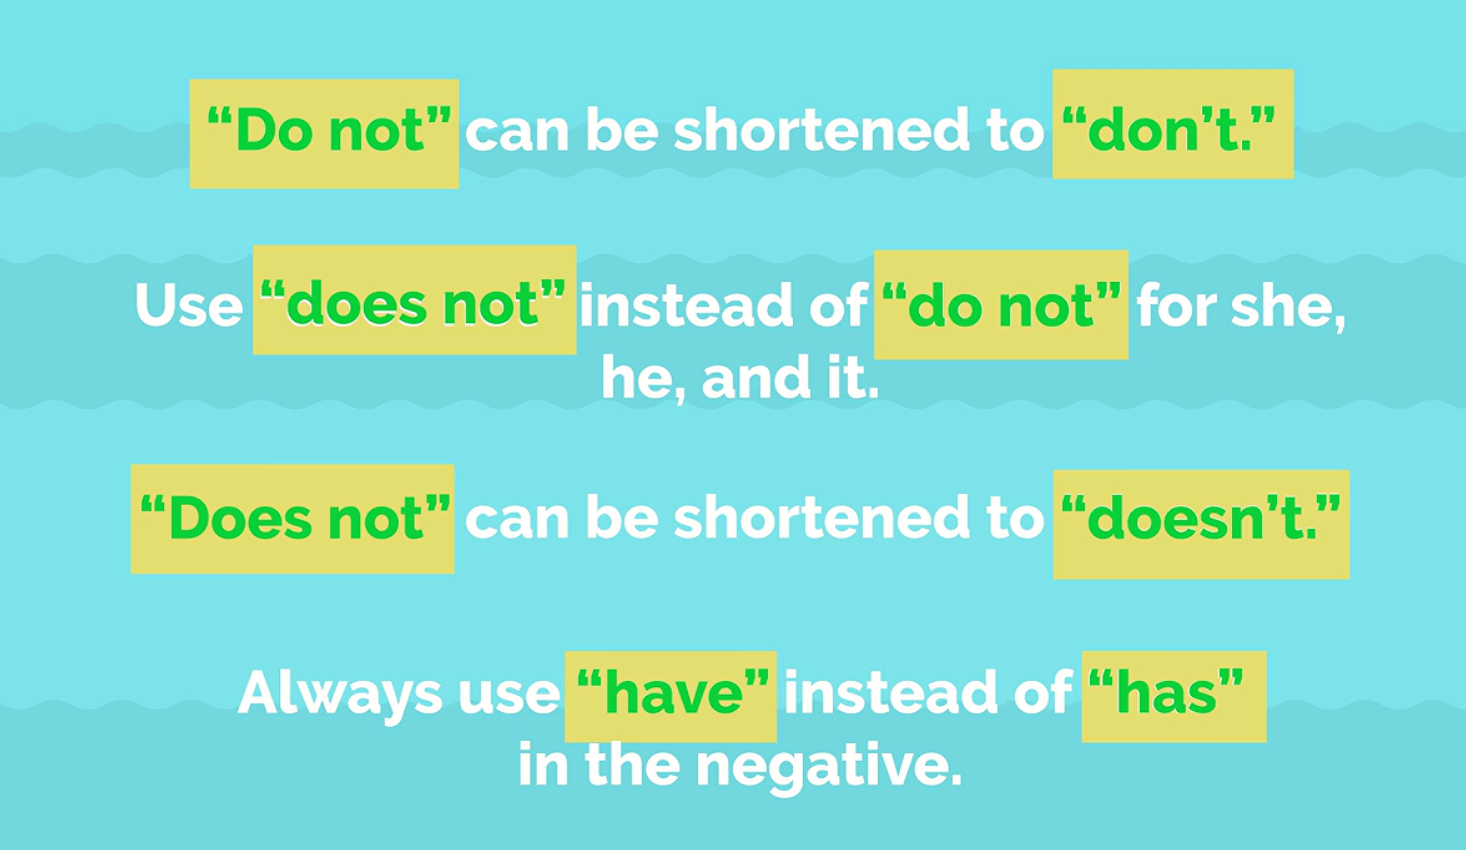 “Do not” can be shortened to “don’t.”
Use “does not” instead of “do not” for she,
he, and it.
“Does not” can be shortened to “doesn’t.”
Always use “have” instead of “has”
in the negative.